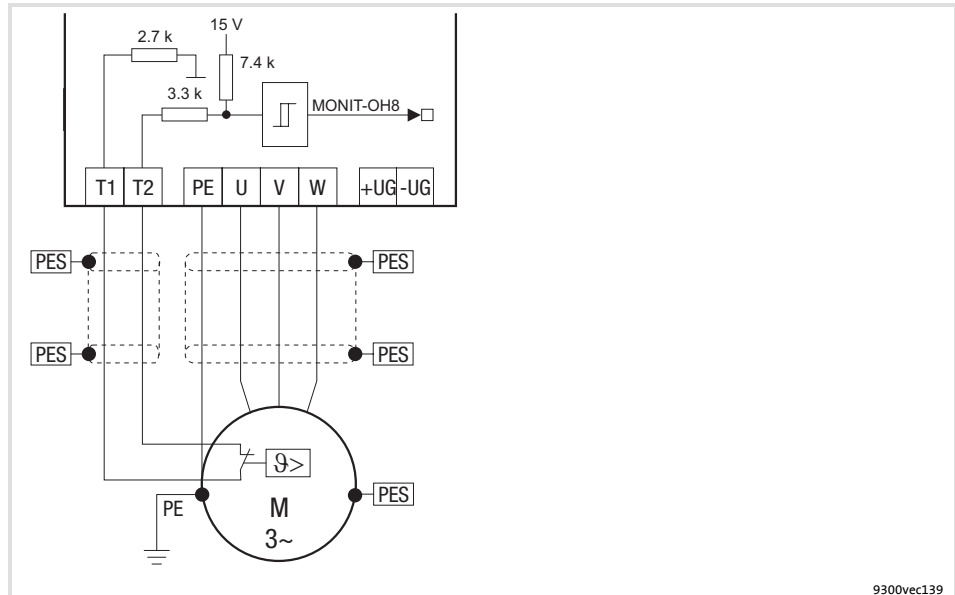 15 V
2.7 k
7.4 k
3.3 k
MONIT-OH8
T1 T2 PE U V W +UG -UG
PES PES
PES PES
ϑ>
PES
PE
M
3~
9300vec139